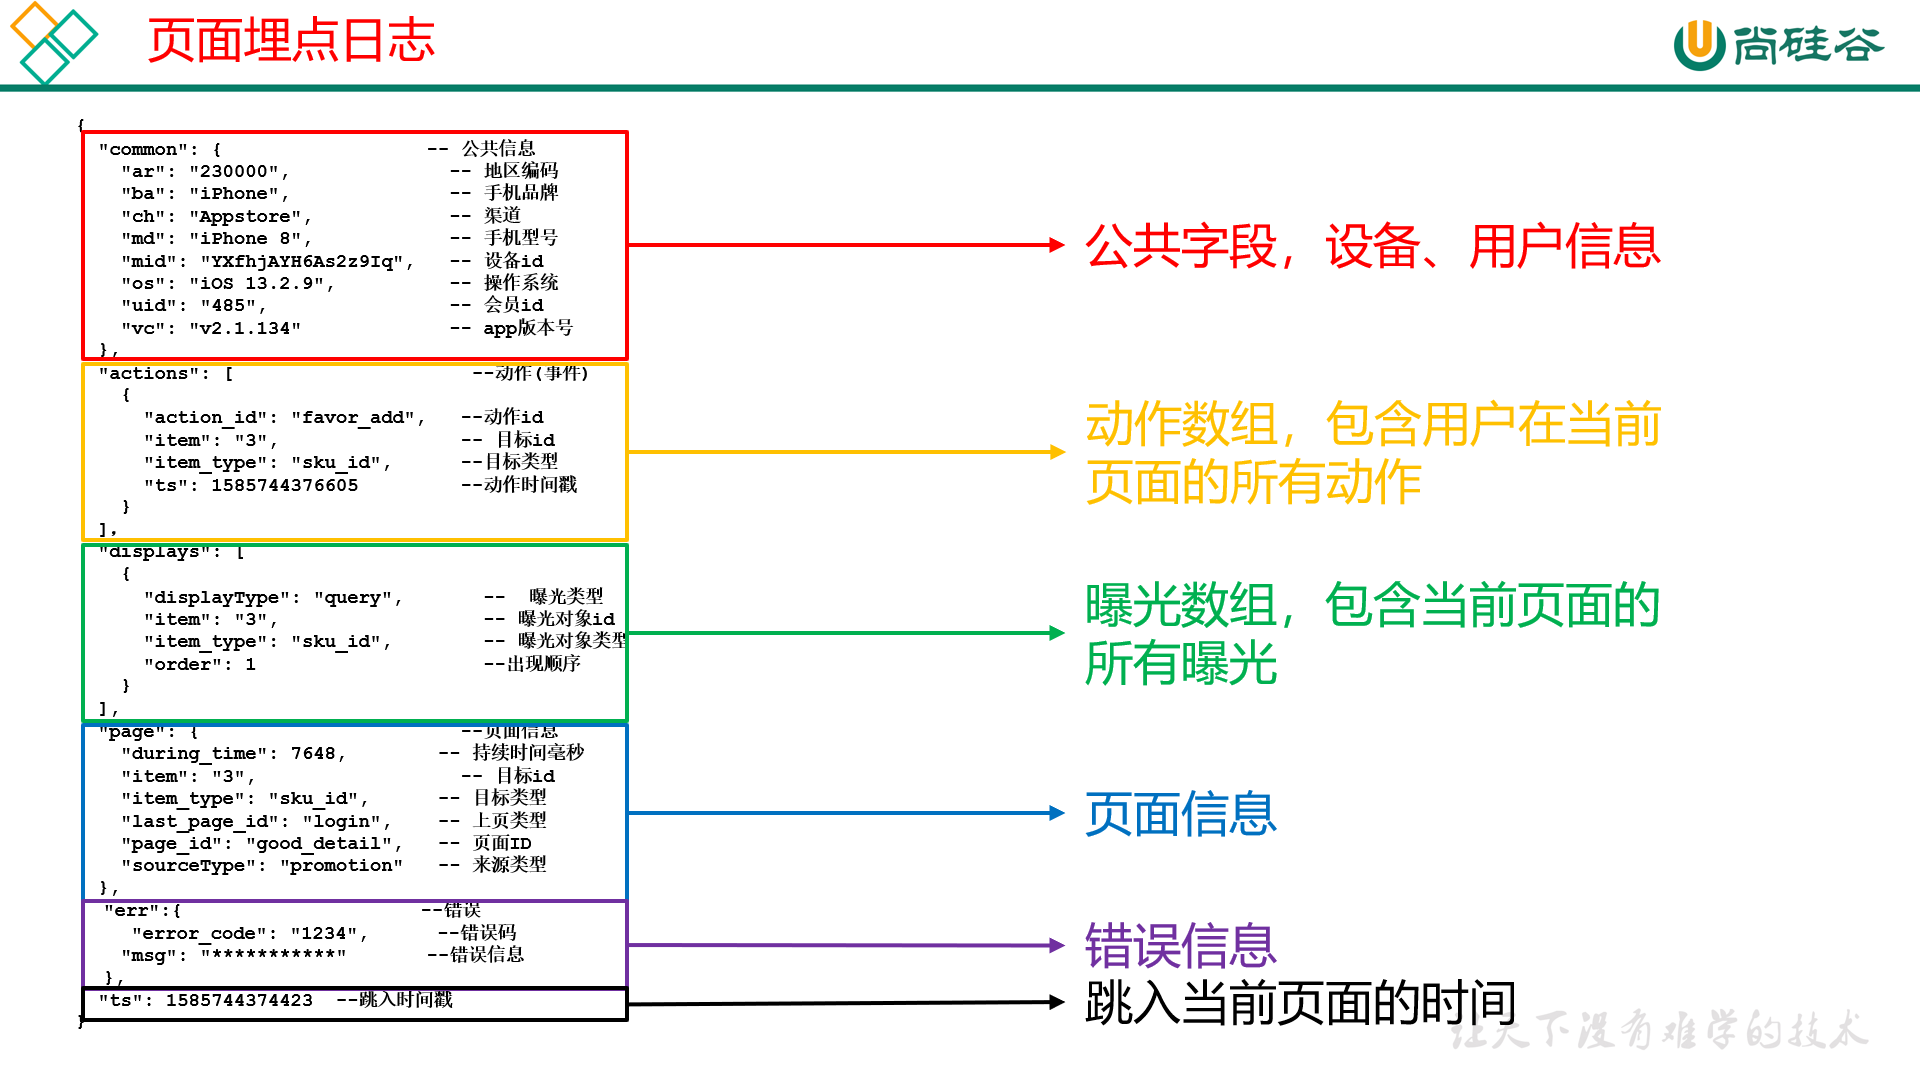 页面埋点日志
尚硅谷
{
"common": { -- 公共信息
"ar": "230000", -- 地区编码
"ba": "iPhone", -- 手机品牌
"ch": "Appstore", -- 渠道
"md": "iPhone 8", -- 手机型号
"mid": "YXfhjAYH6As2z9Iq", -- 设备id
"os": "iOS 13.2.9", -- 操作系统
"uid": "485", -- 会员id
"vc": "v2.1.134" -- app版本号
},
"actions": [ --动作(事件)
{
"action_id": "favor_add", --动作id
"item": "3", -- 目标id
"item_type": "sku_id", --目标类型
"ts": 1585744376605 --动作时间戳
}
],
"displays": [
{
"displayType": "query", -- 曝光类型
"item": "3", -- 曝光对象id
"item_type": "sku_id", -- 曝光对象类型
"order": 1 --出现顺序
}
],
"page": { --页面信息
"during_time": 7648, -- 持续时间毫秒
"item": "3", -- 目标id
"item_type": "sku_id", -- 目标类型
"last_page_id": "login", -- 上页类型
"page_id": "good_detail", -- 页面ID
"sourceType": "promotion" -- 来源类型
},
"err":{ --错误
"error_code": "1234", --错误码
"msg": "***********" --错误信息
},
"ts": 1585744374423 --跳入时间戳
}
公共字段，设备、用户信息
动作数组，包含用户在当前
页面的所有动作
曝光数组，包含当前页面的
所有曝光
页面信息
错误信息
跳入当前页面的时间
让天下没有难学的技术